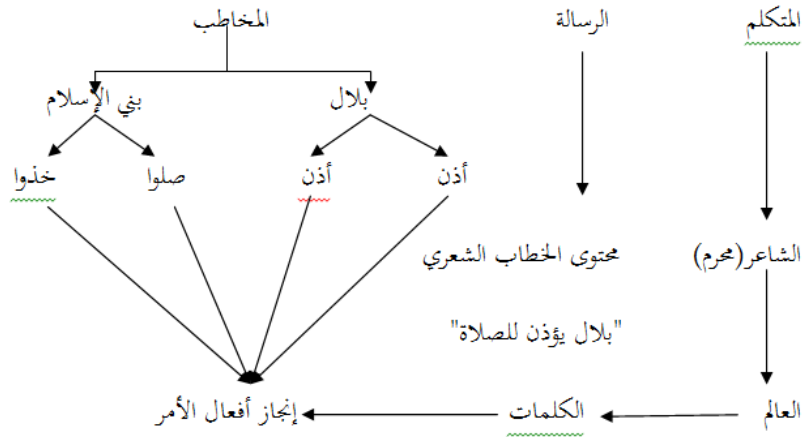 المتكلم الرسالة المخاطب
بلال بني الإسلام
أذن أذن صلوا خذوا
الشاعر(محرم) محتوى الخطاب الشعري
"بلال يؤذن للصلاة"
العالم الكلمات إنجاز أفعال الأمر